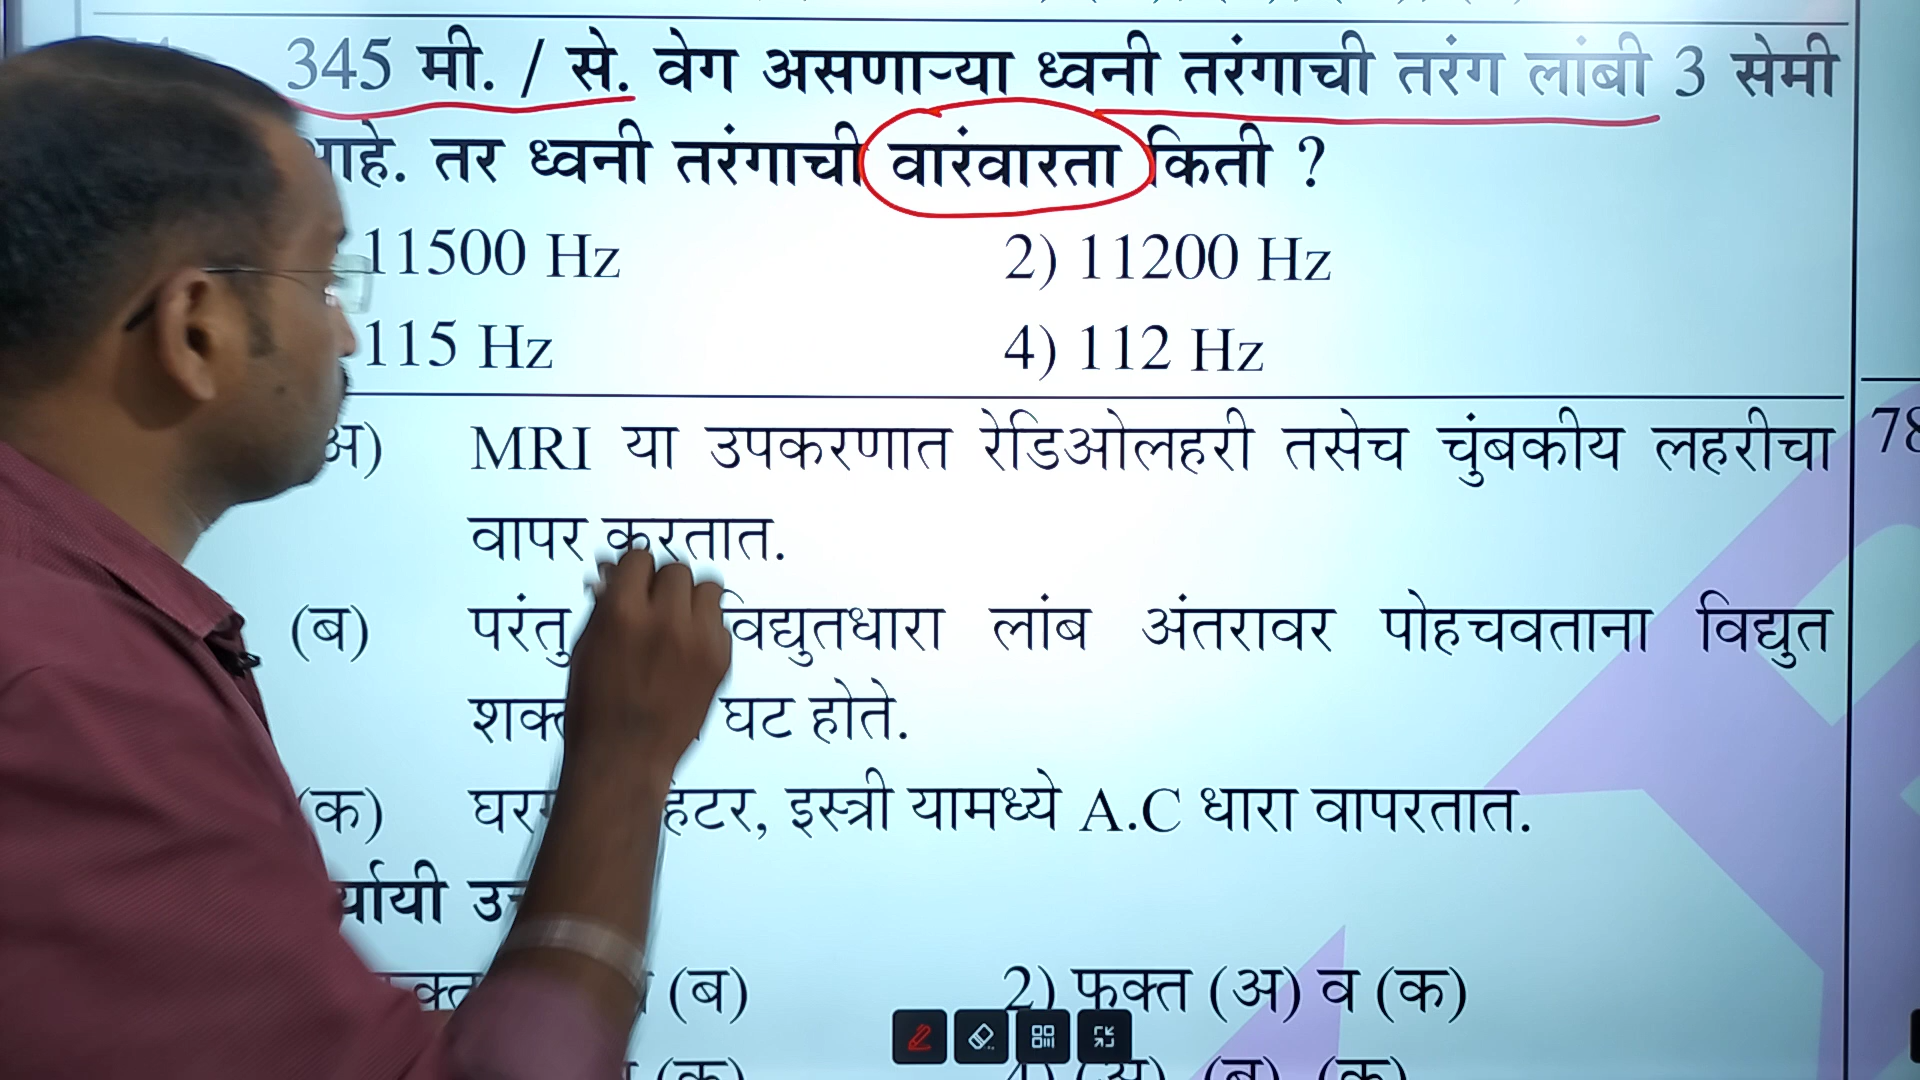 345 मी. / से. वेग असणाऱ्या ध्वनी तरंगाची तरंग लांबी 3 सेमी
तर ध्वनी तरंगाची वारंवारता किती ?
11500 Hz 2) 11200 Hz
115 Hz 4) 112 Hz
अ) MRI या उपकरणात रेडिओलहरी तसेच चुंबकीय लहरीचा 78
वापर करतात.
(ब) परंतु विद्युतधारा लांब अंतरावर पोहचवताना विद्युत
घट होते.
(क) हिटर, इस्त्री यामध्ये A.C धारा वापरतात.
(ब) 2) फक्त (अ) व (क)
(क) 4) (अ), (ब), (क)